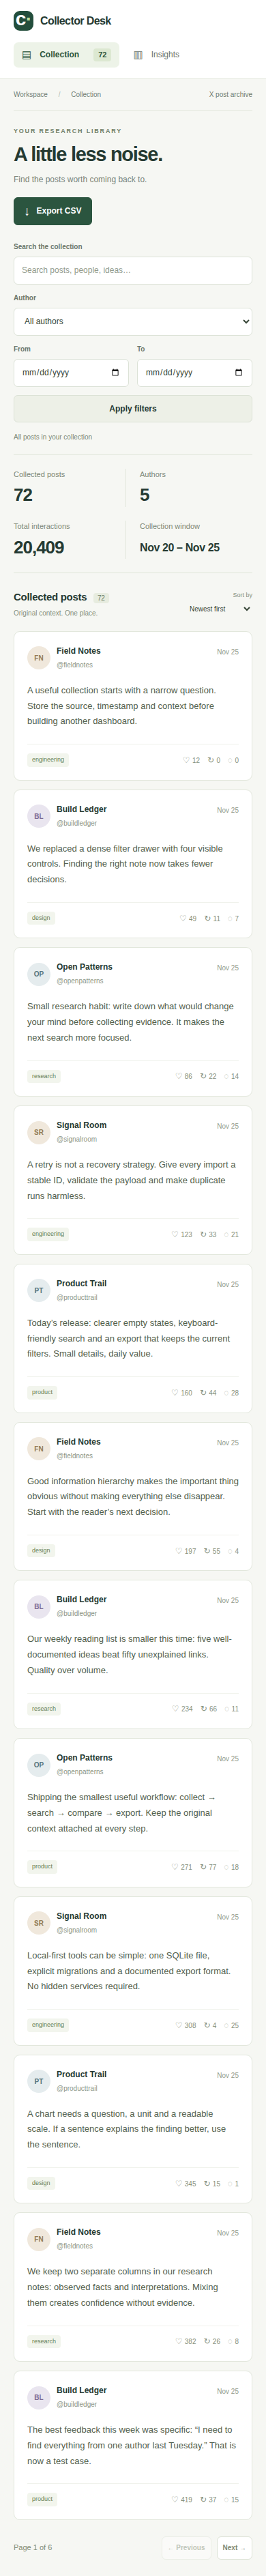 Collector Desk
Collection 72 Insights
Workspace / Collection X post archive
YOUR RESEARCH LIBRARY
A little less noise.
Find the posts worth coming back to.
↓ Export CSV
Search the collection
Search posts, people, ideas…
Author
All authors
From To
mm/dd/yyyy mm/dd/yyyy
Apply filters
All posts in your collection
Collected posts Authors
72 5
Total interactions Collection window
20,409 Nov 20 – Nov 25
Collected posts 72 Sort by
Original context. One place. Newest first
FN Field Notes Nov 25
@fieldnotes
A useful collection starts with a narrow question.
Store the source, timestamp and context before
building another dashboard.
engineering ♡ 12 ↻ 0 ☆ 0
BL Build Ledger Nov 25
@buildledger
We replaced a dense filter drawer with four visible
controls. Finding the right note now takes fewer
decisions.
design ♡ 49 ↻ 11 ☆ 7
OP Open Patterns Nov 25
@openpatterns
Small research habit: write down what would change
your mind before collecting evidence. It makes the
next search more focused.
research ♡ 86 ↻ 22 ☆ 14
SR Signal Room Nov 25
@signalroom
A retry is not a recovery strategy. Give every import a
stable ID, validate the payload and make duplicate
runs harmless.
engineering ♡ 123 ↻ 33 ☆ 21
PT Product Trail Nov 25
@producttrail
Today’s release: clearer empty states, keyboard-
friendly search and an export that keeps the current
filters. Small details, daily value.
product ♡ 160 ↻ 44 ☆ 28
FN Field Notes Nov 25
@fieldnotes
Good information hierarchy makes the important thing
obvious without making everything else disappear.
Start with the reader’s next decision.
design ♡ 197 ↻ 55 ☆ 4
BL Build Ledger Nov 25
@buildledger
Our weekly reading list is smaller this time: five well-
documented ideas beat fifty unexplained links.
Quality over volume.
research ♡ 234 ↻ 66 ☆ 11
OP Open Patterns Nov 25
@openpatterns
Shipping the smallest useful workflow: collect →
search → compare → export. Keep the original
context attached at every step.
product ♡ 271 ↻ 77 ☆ 18
SR Signal Room Nov 25
@signalroom
Local-first tools can be simple: one SQLite file,
explicit migrations and a documented export format.
No hidden services required.
engineering ♡ 308 ↻ 4 ☆ 25
PT Product Trail Nov 25
@producttrail
A chart needs a question, a unit and a readable
scale. If a sentence explains the finding better, use
the sentence.
design ♡ 345 ↻ 15 ☆ 1
FN Field Notes Nov 25
@fieldnotes
We keep two separate columns in our research
notes: observed facts and interpretations. Mixing
them creates confidence without evidence.
research ♡ 382 ↻ 26 ☆ 8
BL Build Ledger Nov 25
@buildledger
The best feedback this week was specific: “I need to
find everything from one author last Tuesday.” That is
now a test case.
product ♡ 419 ↻ 37 ☆ 15
Page 1 of 6 ← Previous Next →